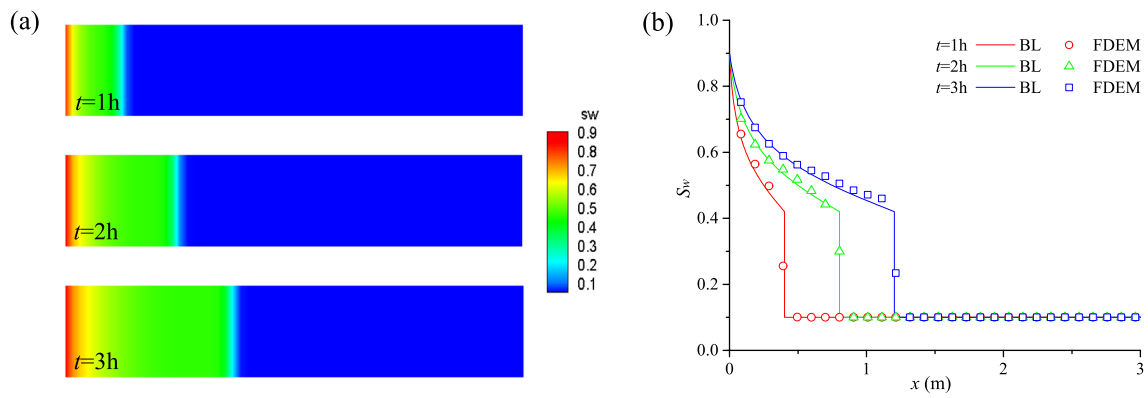 (a)
t=1h
t=2h
t=3h
sw
0.9
0.8
0.7
0.6
0.5
0.4
0.3
0.2
0.1
(b)
t=1h BL FDEM
t=2h BL FDEM
t=3h BL FDEM
1.0
0.8
0.6
0.4
0.2
0.0
Sw
0 1 2 3
x (m)